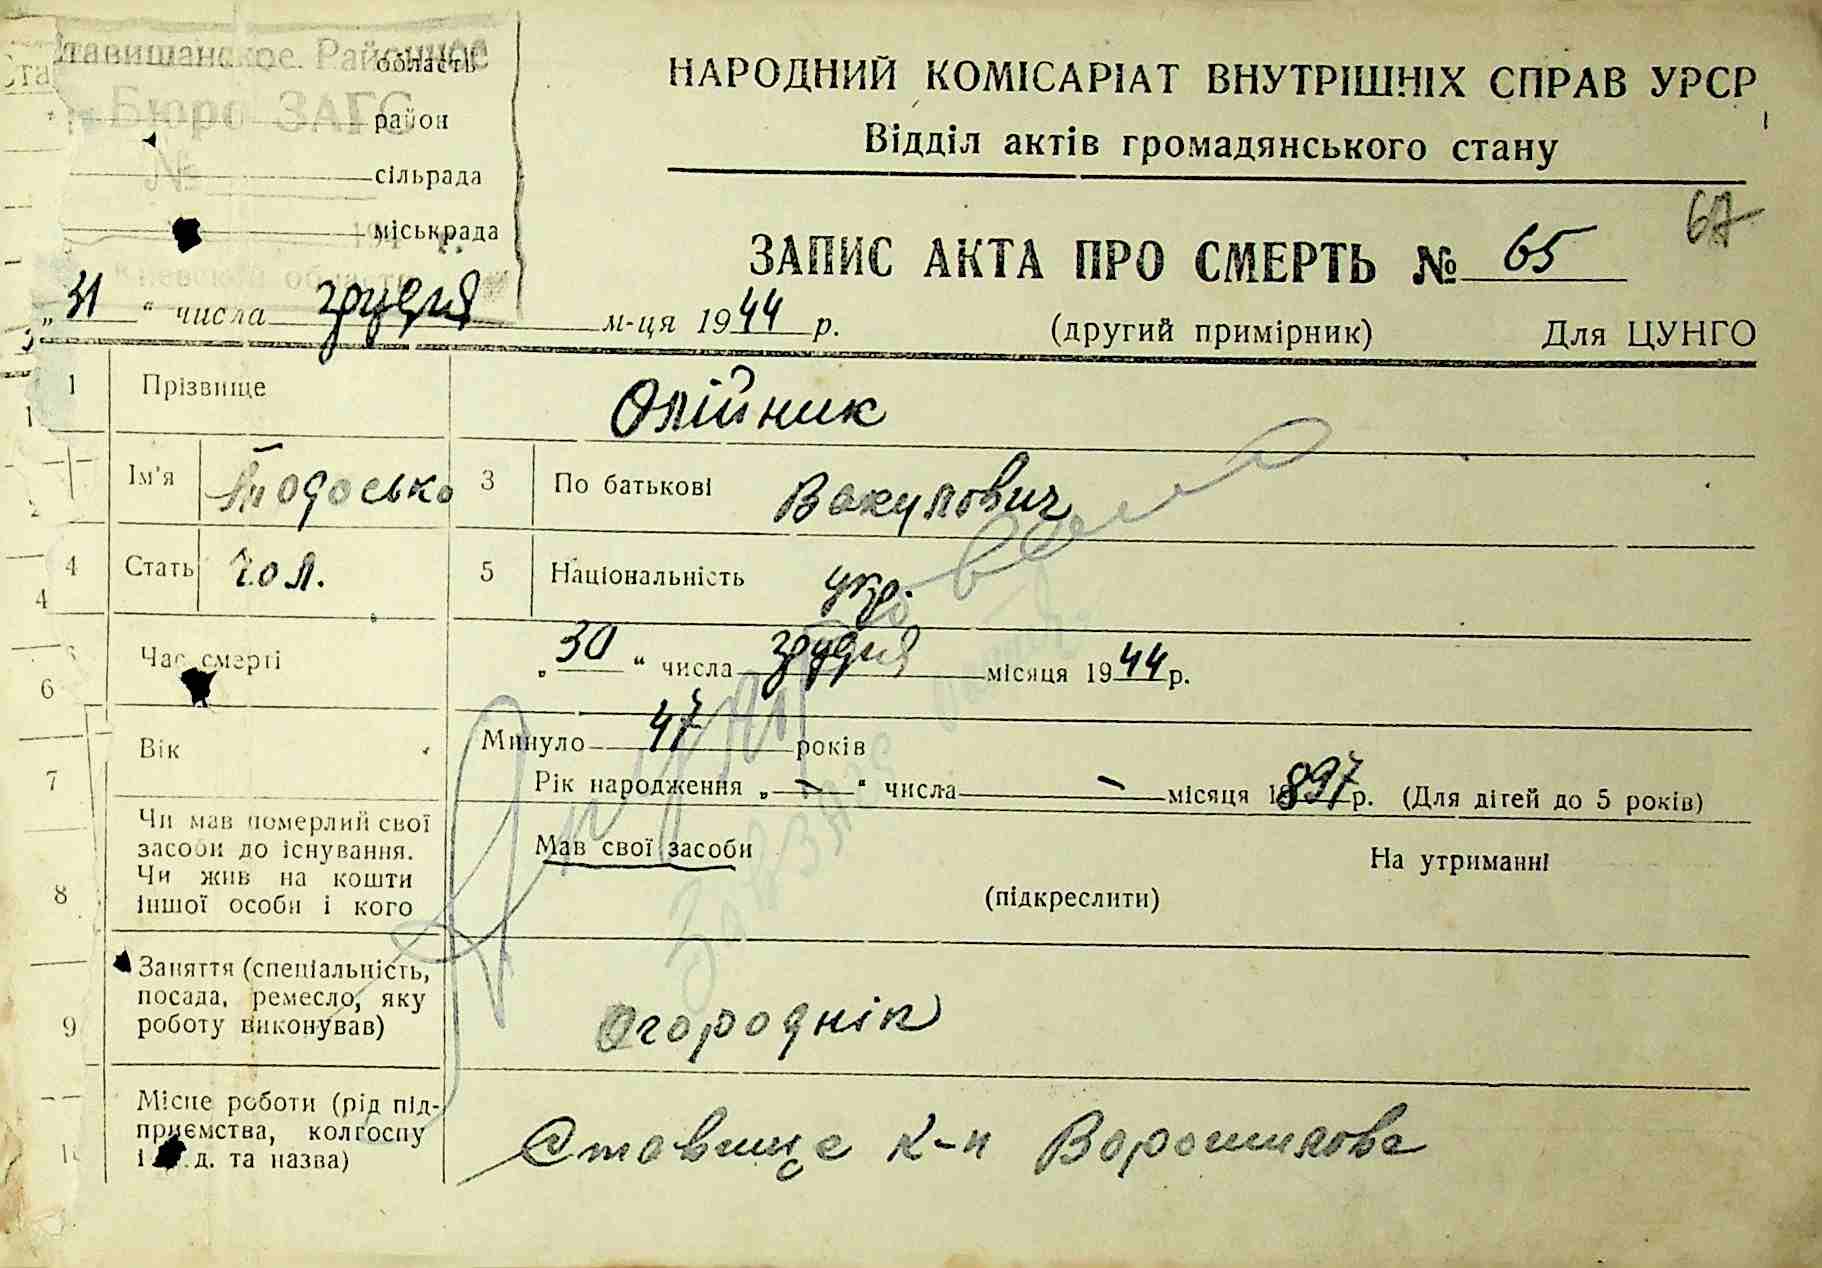 Ставищанское Районное
Бюро ЗАГС
№
Киевской области
область
район
сільрада
міськрада
НАРОДНИЙ КОМІСАРІАТ ВНУТРІШНІХ СПРАВ УРСР
Відділ актів громадянського стану
67
ЗАПИС АКТА ПРО СМЕРТЬ № 65
„31“ числа грудня м-ця 1944 р. (другий примірник) Для ЦУНГО
1 Прізвище Олійник
Ім'я Тодосько 3 По батькові Вакулович
4 Стать чол. 5 Національність укр.
6 Час смерті „30“ числа грудня місяця 1944 р.
7 Вік Минуло 47 років
Рік народження „—“ числа — місяця 1897 р. (Для дітей до 5 років)
8 Чи мав померлий свої
засоби до існування.
Чи жив на кошти
іншої особи і кого
Мав свої засоби На утриманні
(підкреслити)
9 Заняття (спеціальність,
посада, ремесло, яку
роботу виконував)
Огороднік
Місце роботи (рід під-
приємства, колгоспу
і т. д. та назва)
Ставище к-п Ворошилова